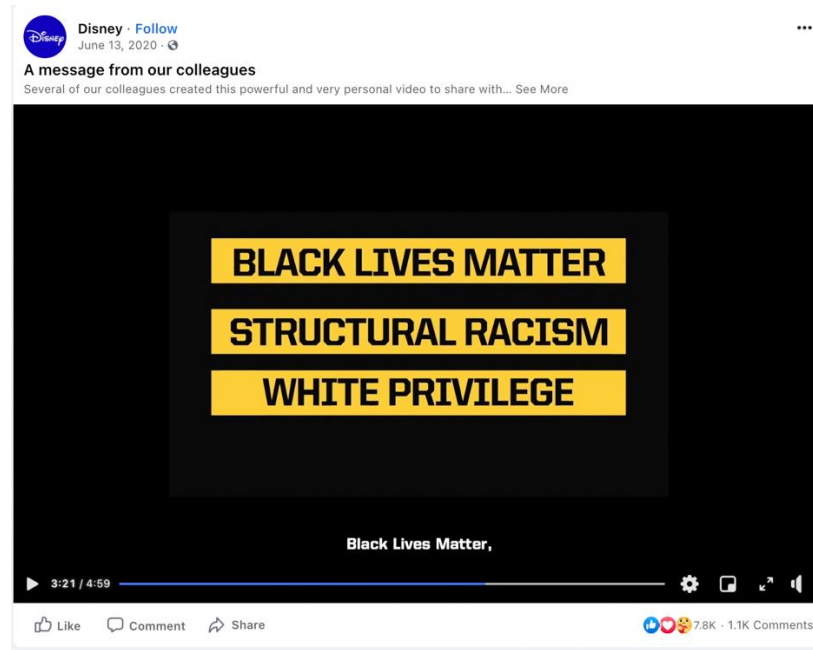 Disney
Disney · Follow
June 13, 2020 ·
A message from our colleagues
Several of our colleagues created this powerful and very personal video to share with... See More
BLACK LIVES MATTER
STRUCTURAL RACISM
WHITE PRIVILEGE
Black Lives Matter,
3:21 / 4:59
Like Comment Share 7.8K · 1.1K Comments